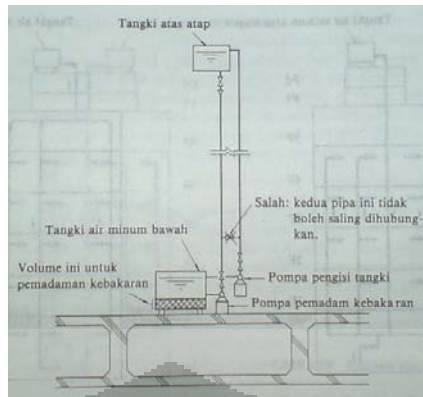 Tangki atas atap
Salah: kedua pipa ini tidak
boleh saling dihubung-
kan.
Tangki air minum bawah
Volume ini untuk
pemadaman kebakaran
Pompa pengisi tangki
Pompa pemadam kebakaran